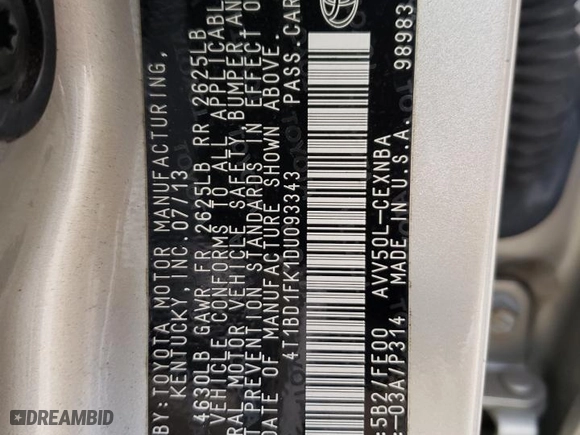 BY: TOYOTA MOTOR MANUFACTURING,
KENTUCKY, INC. 07/13
4630LB GAWR FR 2625LB RR 2625LB
VEHICLE CONFORMS TO ALL APPLICABL
ERAL MOTOR VEHICLE SAFETY, BUMPER, AN
T PREVENTION STANDARDS IN EFFECT O
DATE OF MANUFACTURE SHOWN ABOVE.
4T1BD1FK1DU093343 PASS.CAR
:5B2/FE00 AVV50L-CEXNBA
:-03A/P314 MADE IN U.S.A. 98983
DREAMBID